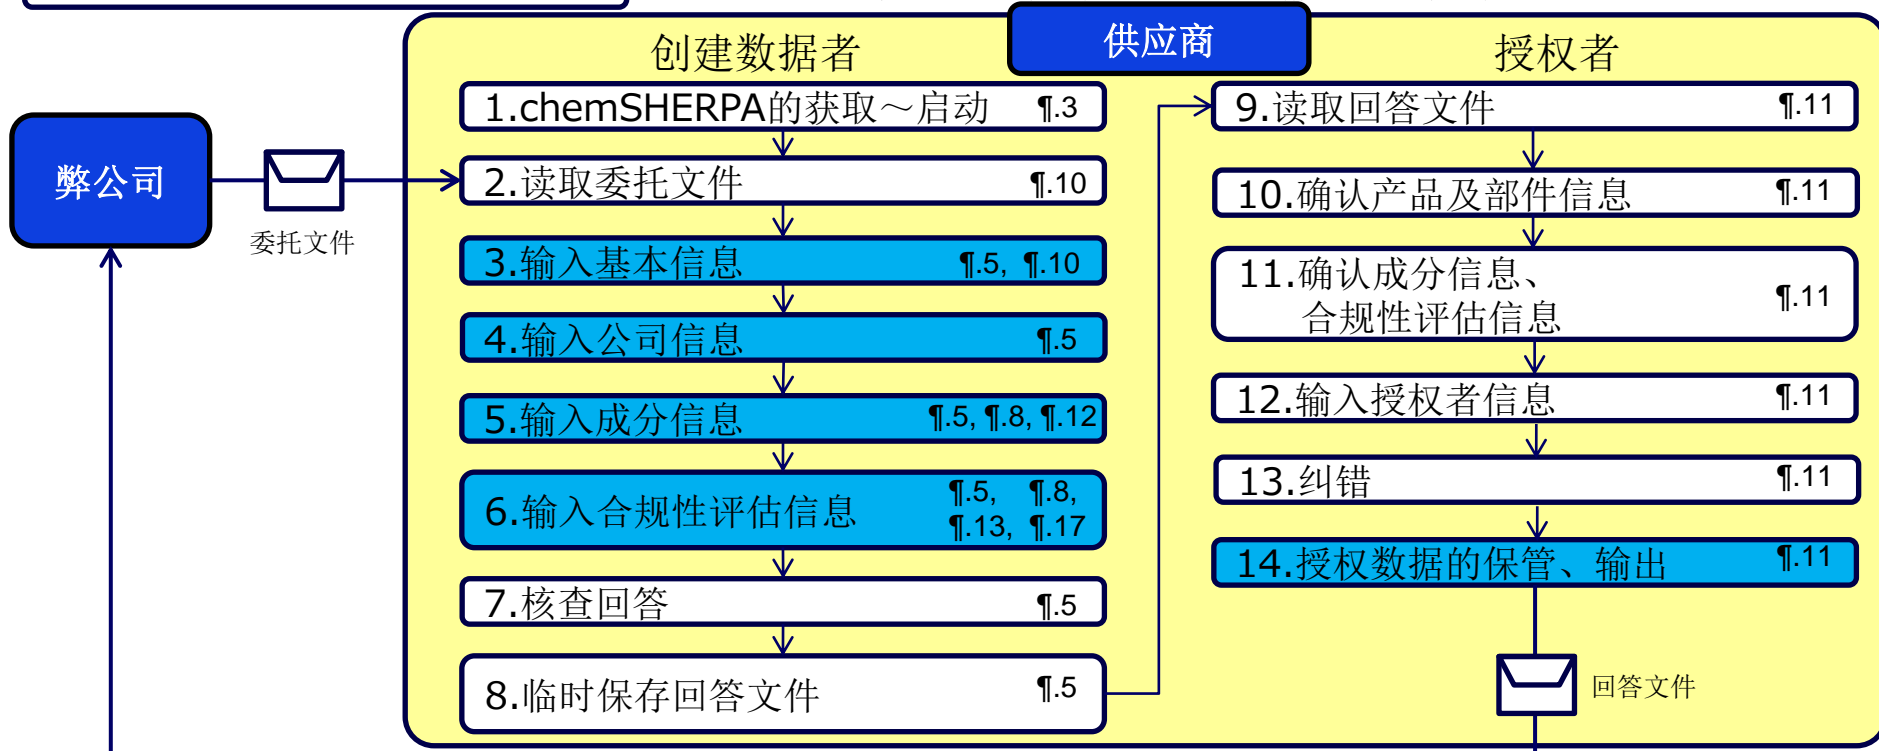 供应商
创建数据者
授权者
弊公司
委托文件
1.chemSHERPA的获取～启动 ¶.3
2.读取委托文件 ¶.10
3.输入基本信息 ¶.5, ¶.10
4.输入公司信息 ¶.5
5.输入成分信息 ¶.5, ¶.8, ¶.12
6.输入合规性评估信息 ¶.5, ¶.8,
¶.13, ¶.17
7.核查回答 ¶.5
8.临时保存回答文件 ¶.5
9.读取回答文件 ¶.11
10.确认产品及部件信息 ¶.11
11.确认成分信息、
合规性评估信息 ¶.11
12.输入授权者信息 ¶.11
13.纠错 ¶.11
14.授权数据的保管、输出 ¶.11
回答文件